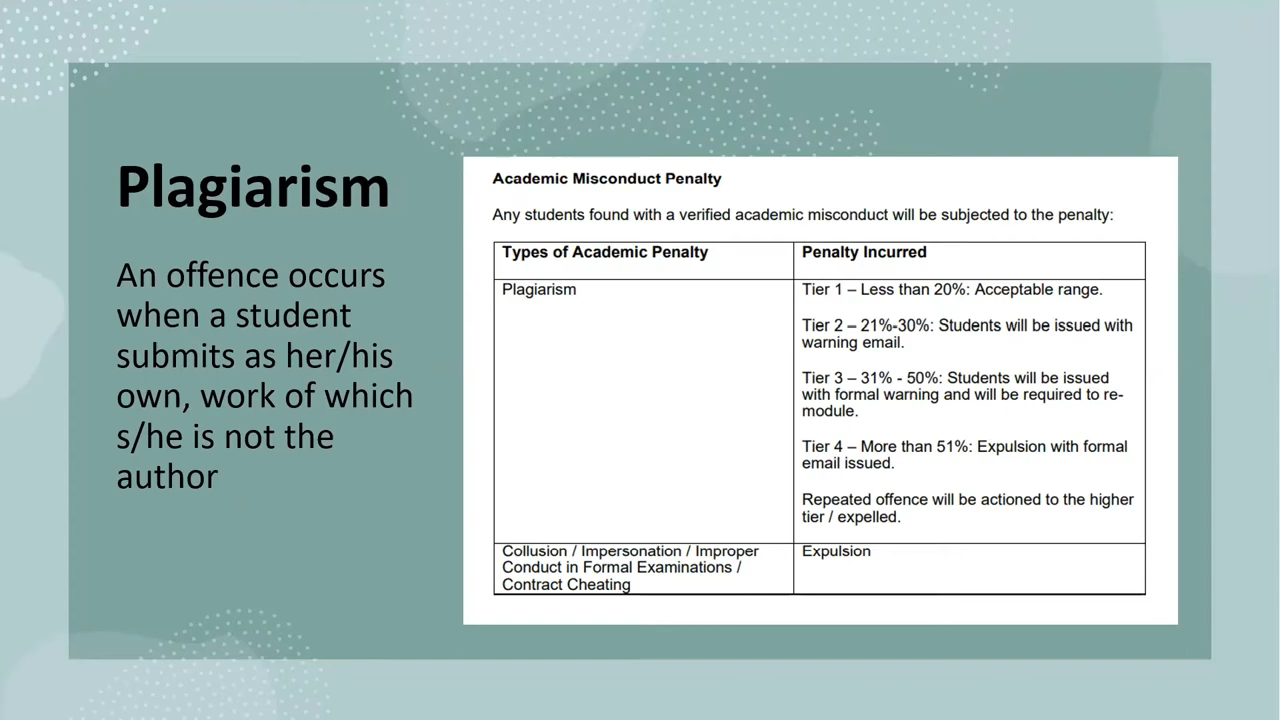 Plagiarism
An offence occurs
when a student
submits as her/his
own, work of which
s/he is not the
author
Academic Misconduct Penalty
Any students found with a verified academic misconduct will be subjected to the penalty:
Types of Academic Penalty
Penalty Incurred
Plagiarism
Tier 1 – Less than 20%: Acceptable range.
Tier 2 – 21%-30%: Students will be issued with
warning email.
Tier 3 – 31% - 50%: Students will be issued
with formal warning and will be required to re-
module.
Tier 4 – More than 51%: Expulsion with formal
email issued.
Repeated offence will be actioned to the higher
tier / expelled.
Collusion / Impersonation / Improper
Conduct in Formal Examinations /
Contract Cheating
Expulsion